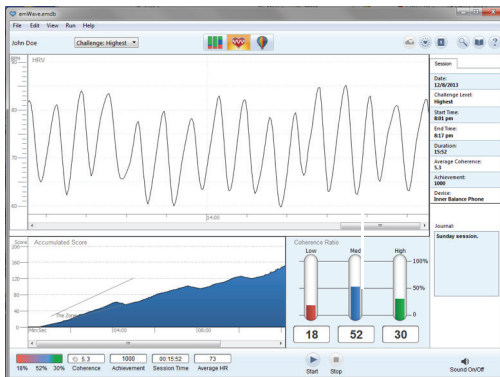 emWave.emdb
File Edit View Run Help
John Doe
Challenge: Highest
BPM
HRV
80
70
60
14:00
Score
Accumulated Score
200
160
120
80
40
0
The Zone
Min:Sec
04:00
08:00
Coherence Ratio
Low Med High
100%
50%
0
18 52 30
Session
Date:
12/6/2013
Challenge Level:
Highest
Start Time:
8:01 pm
End Time:
8:17 pm
Duration:
15:52
Average Coherence:
5.3
Achievement:
1000
Device:
Inner Balance Phone
Journal:
Sunday session.
18% 52% 30%
5.3
Coherence
1000
Achievement
00:15:52
Session Time
73
Average HR
Start
Stop
Sound On/Off